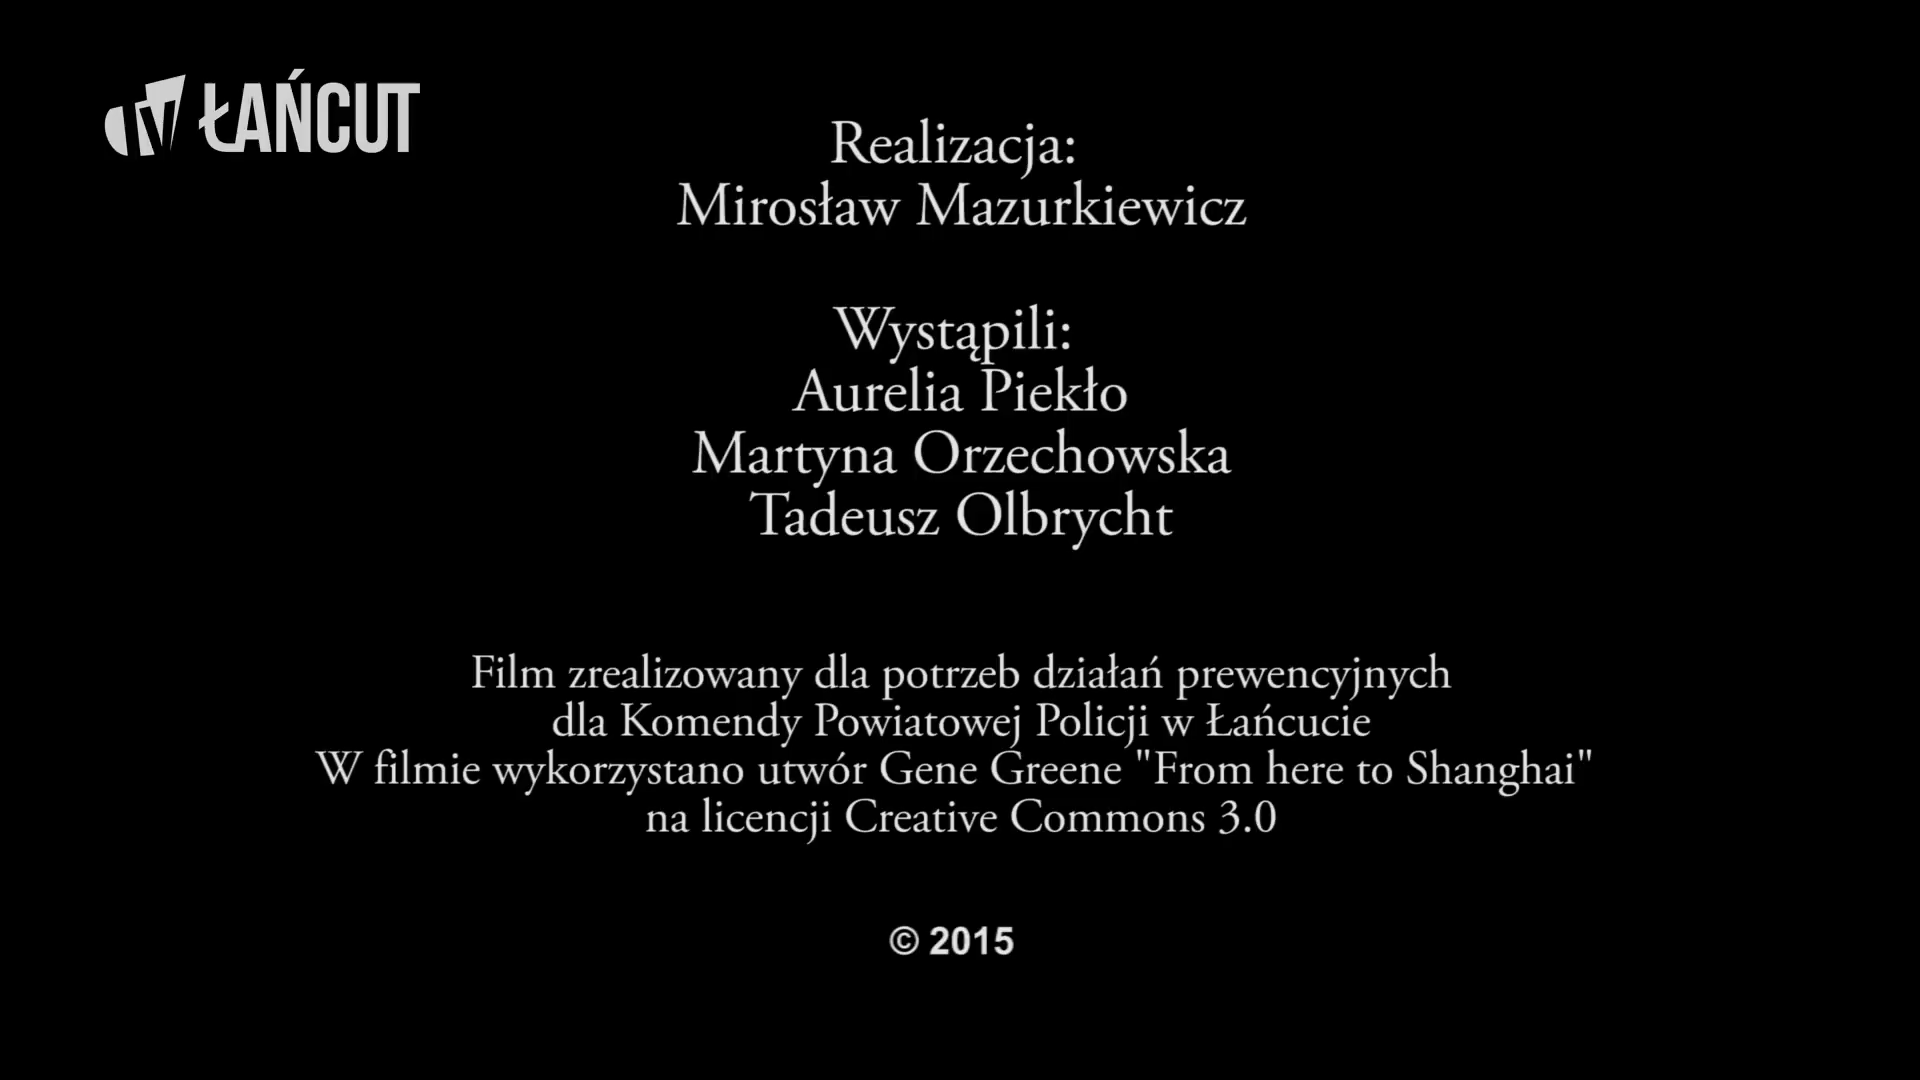 ŁAŃCUT
Realizacja:
Mirosław Mazurkiewicz
Wystąpili:
Aurelia Piekło
Martyna Orzechowska
Tadeusz Olbrycht
Film zrealizowany dla potrzeb działań prewencyjnych
dla Komendy Powiatowej Policji w Łańcucie
W filmie wykorzystano utwór Gene Greene "From here to Shanghai"
na licencji Creative Commons 3.0
© 2015